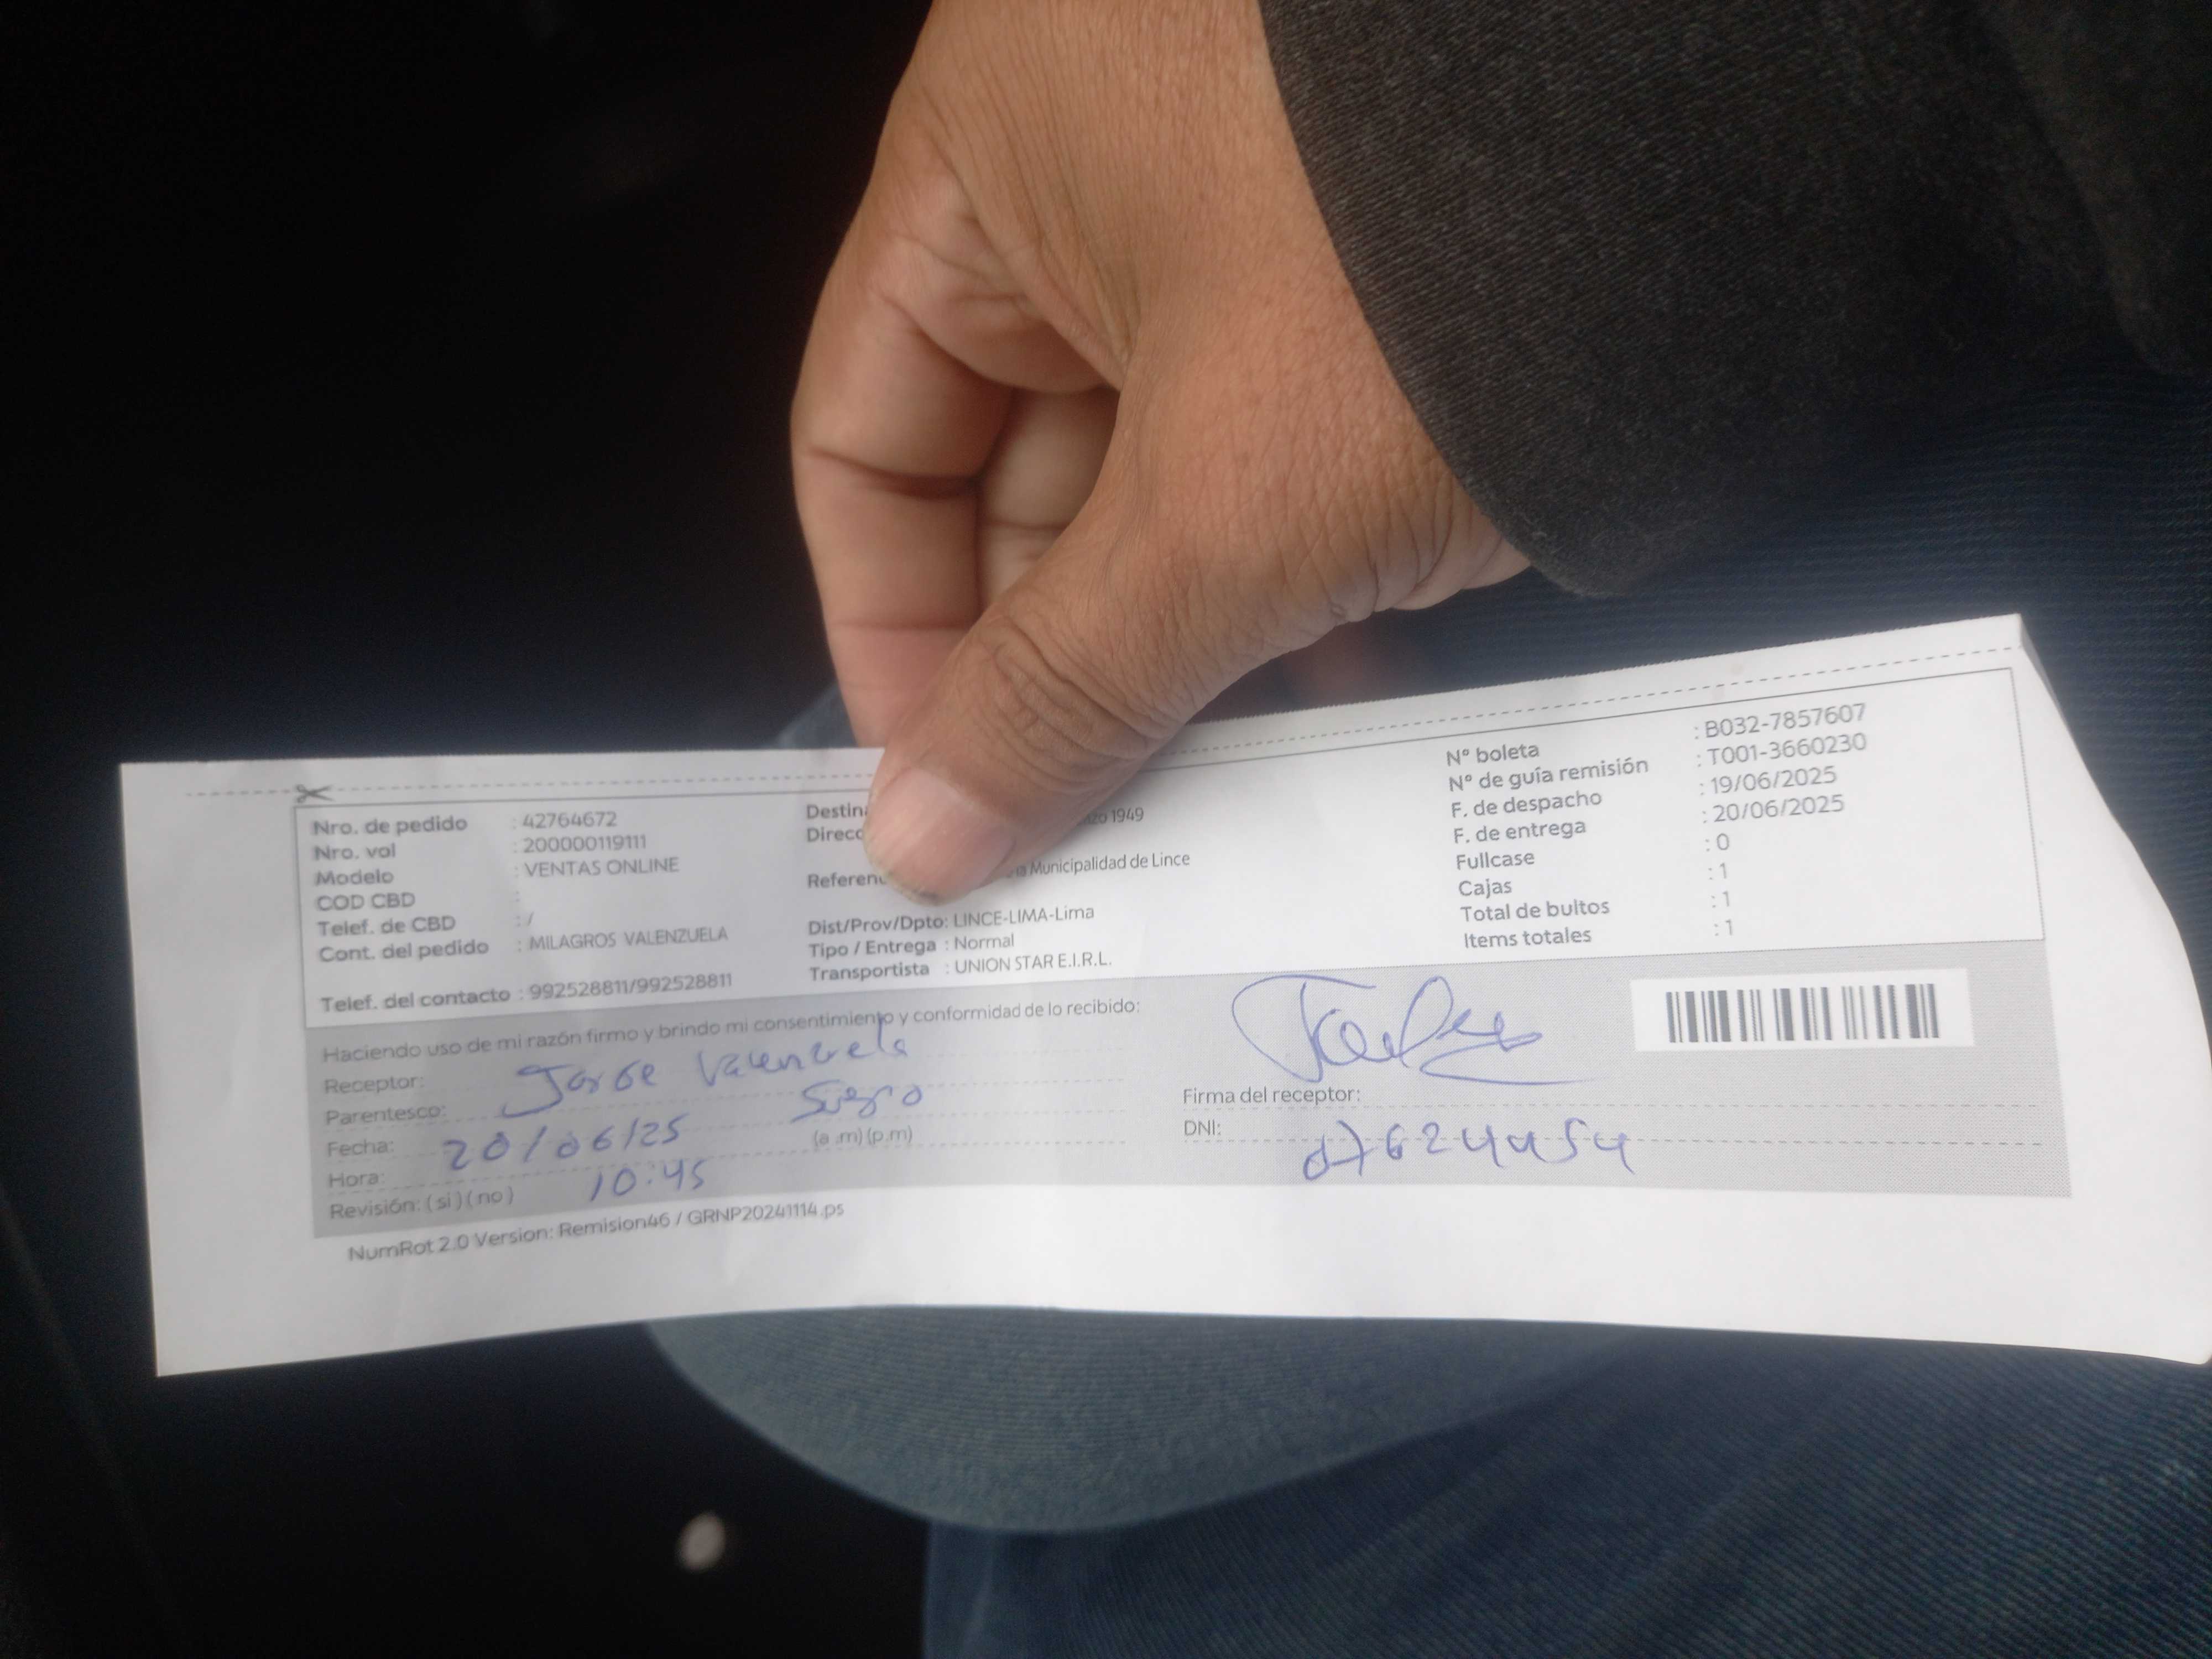 Nro. de pedido : 42764672
Nro. vol : 200000119111
Modelo : VENTAS ONLINE
COD CBD :
Telef. de CBD : /
Cont. del pedido : MILAGROS VALENZUELA
Telef. del contacto : 992528811/992528811
1949
Municipalidad de Lince
Dist/Prov/Dpto: LINCE-LIMA-Lima
Tipo / Entrega : Normal
Transportista : UNION STAR E.I.R.L.
N° boleta : B032-7857607
N° de guía remisión : T001-3660230
F. de despacho : 19/06/2025
F. de entrega : 20/06/2025
Fullcase : 0
Cajas : 1
Total de bultos : 1
Items totales : 1
Haciendo uso de mi razón firmo y brindo mi consentimiento y conformidad de lo recibido:
Receptor: Jorge Valenzuela
Parentesco: Suegro
Fecha: 20/06/25
Hora: 10:45 (a .m) (p.m)
Revisión: ( si ) ( no )
Firma del receptor:
DNI: 07624454
NumRot 2.0 Version: Remision46 / GRNP20241114.ps